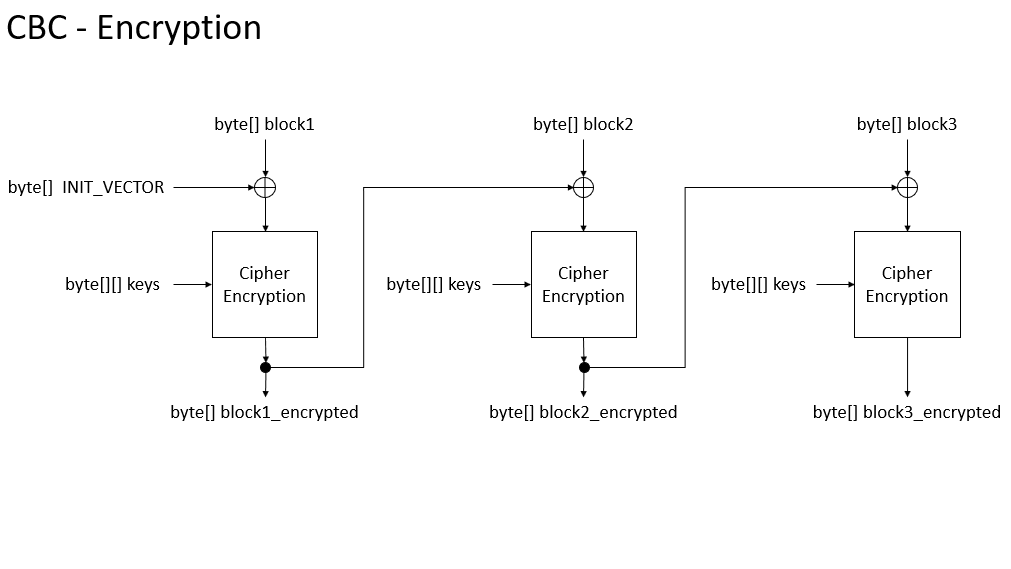 CBC - Encryption
byte[] block1
byte[] block2
byte[] block3
byte[]  INIT_VECTOR
Cipher
Encryption
Cipher
Encryption
Cipher
Encryption
byte[][] keys
byte[][] keys
byte[][] keys
byte[] block1_encrypted
byte[] block2_encrypted
byte[] block3_encrypted